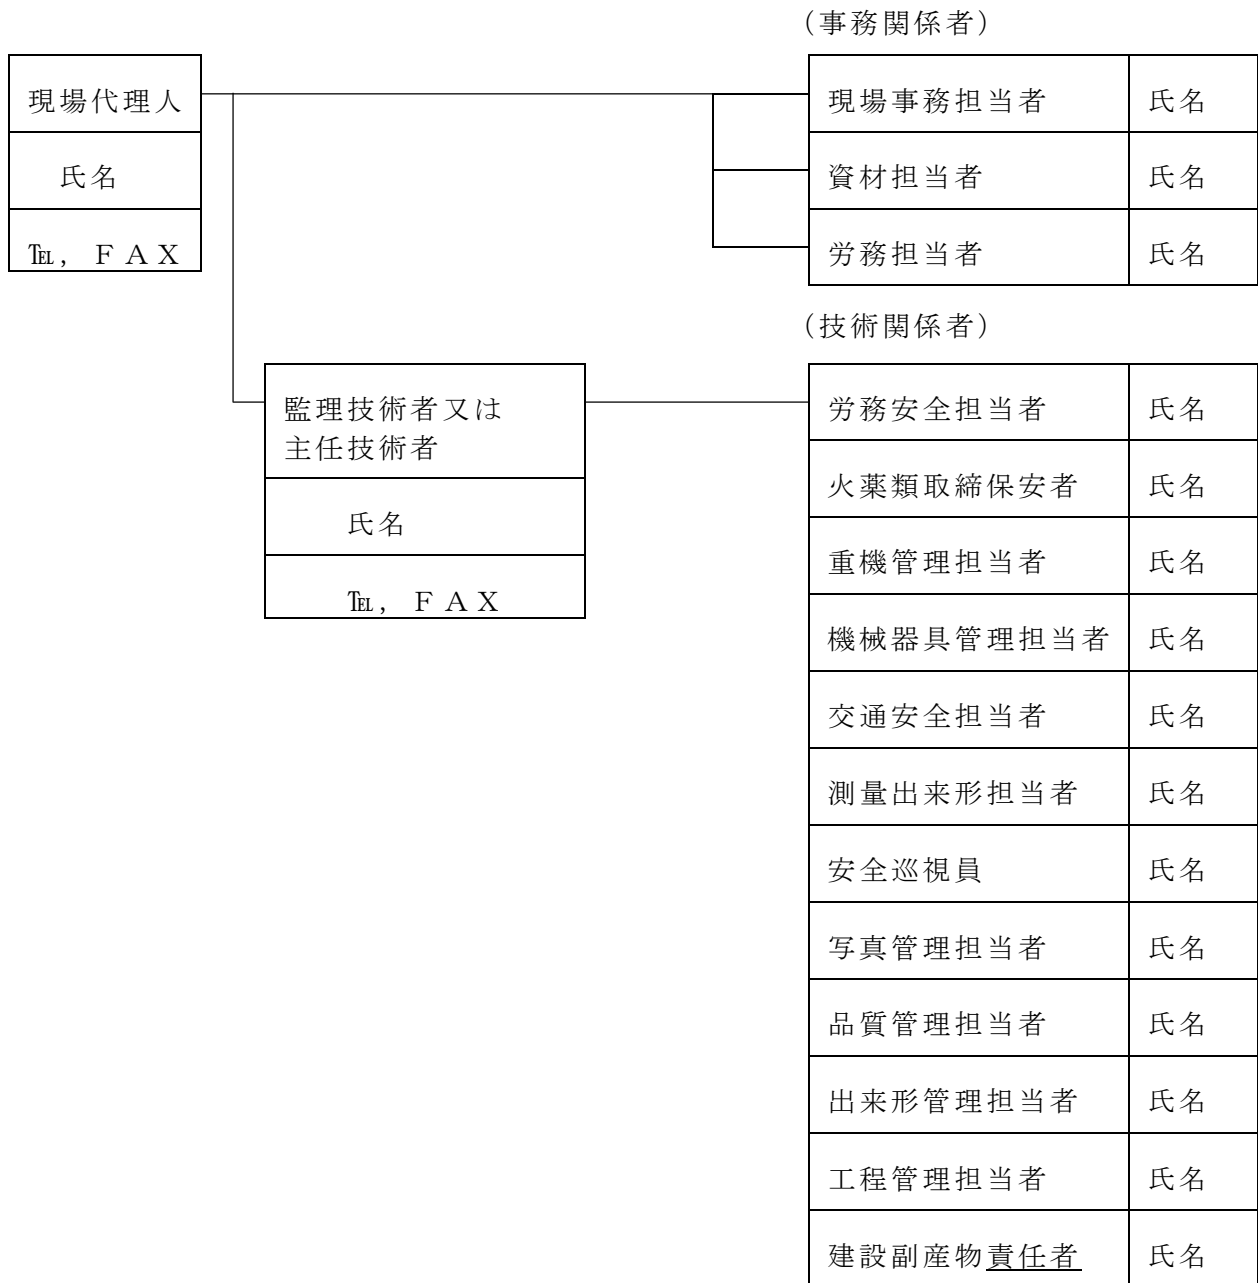 (事務関係者)
現場代理人
氏名
℡, ＦＡＸ
現場事務担当者 氏名
資材担当者 氏名
労務担当者 氏名
(技術関係者)
監理技術者又は
主任技術者
氏名
℡, ＦＡＸ
労務安全担当者 氏名
火薬類取締保安者 氏名
重機管理担当者 氏名
機械器具管理担当者 氏名
交通安全担当者 氏名
測量出来形担当者 氏名
安全巡視員 氏名
写真管理担当者 氏名
品質管理担当者 氏名
出来形管理担当者 氏名
工程管理担当者 氏名
建設副産物責任者 氏名